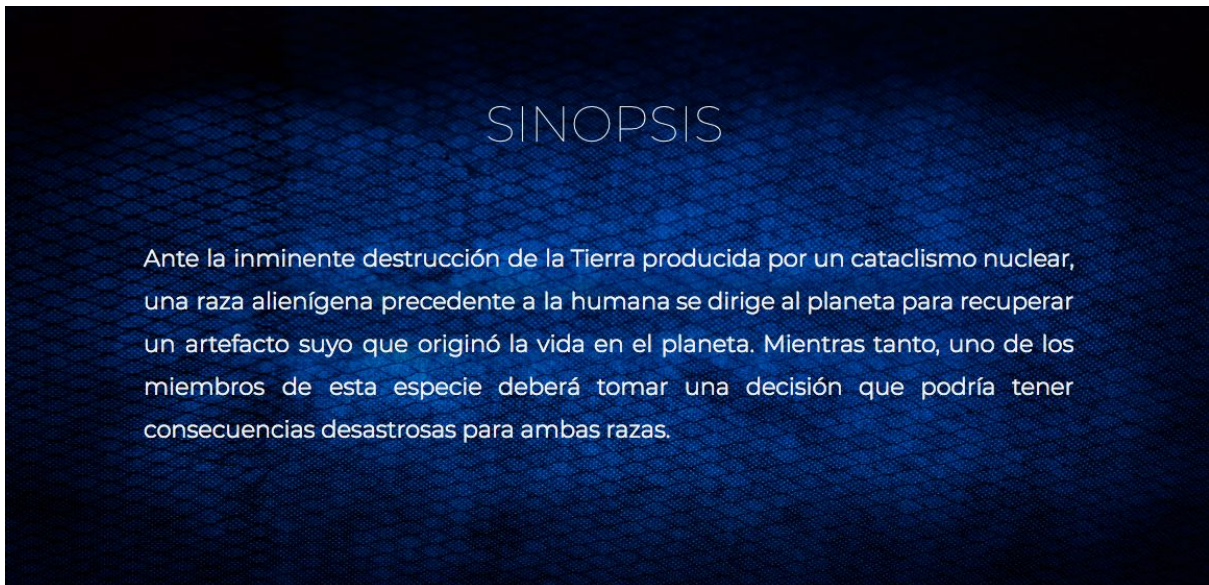 SINOPSIS
Ante la inminente destrucción de la Tierra producida por un cataclismo nuclear,
una raza alienígena precedente a la humana se dirige al planeta para recuperar
un artefacto suyo que originó la vida en el planeta. Mientras tanto, uno de los
miembros de esta especie deberá tomar una decisión que podría tener
consecuencias desastrosas para ambas razas.